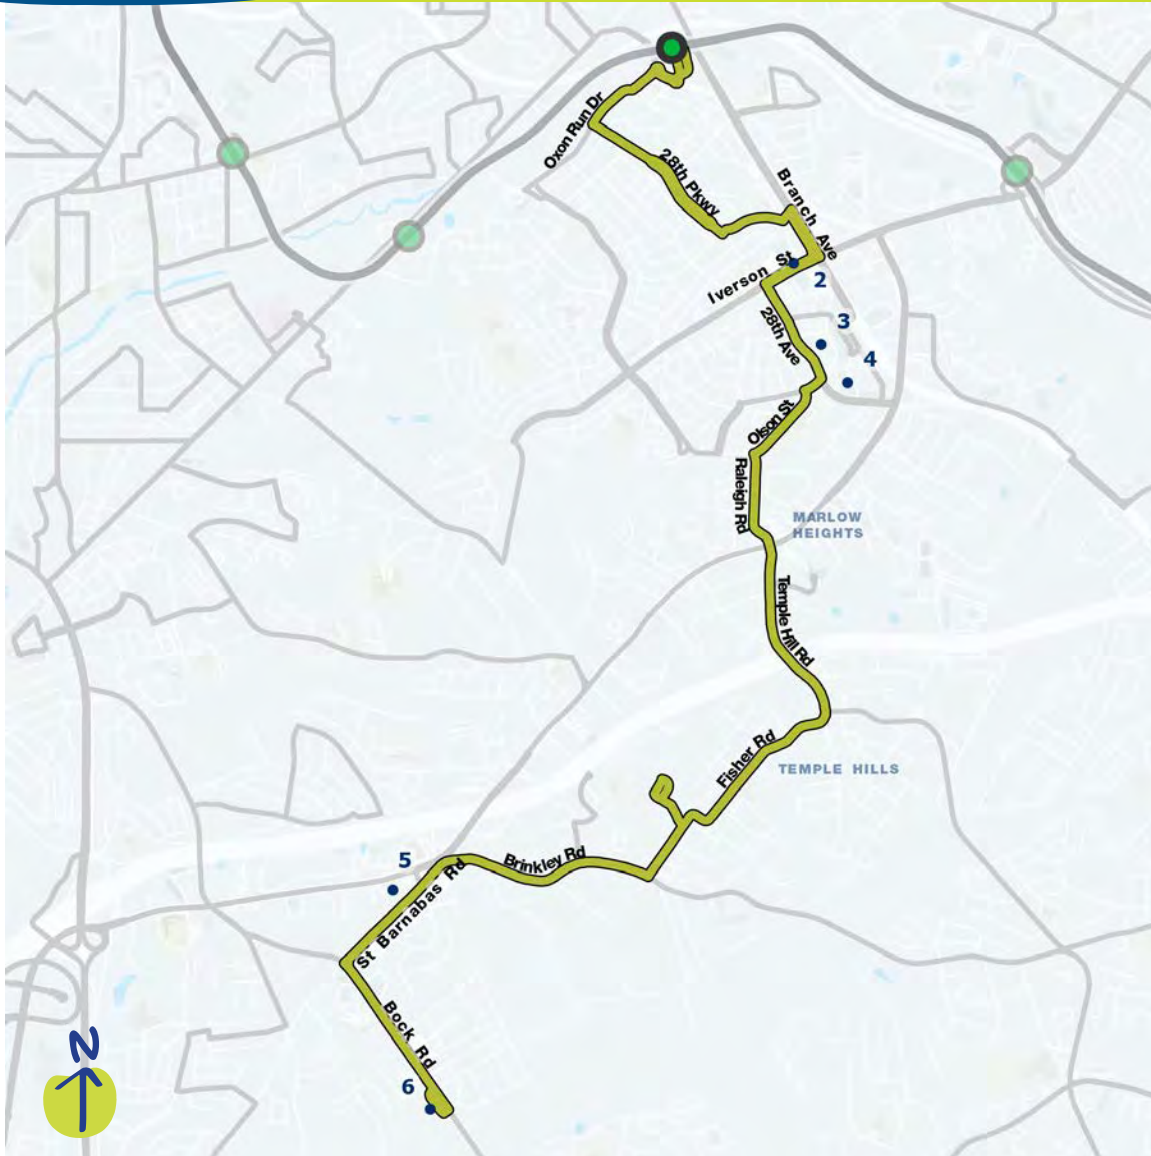 Oxon Run Dr
28th Pkwy
Branch Ave
Iverson St
2
3
28th Ave
4
Olson St
Raleigh Rd
MARLOW
HEIGHTS
Temple Hill Rd
Fisher Rd
TEMPLE HILLS
Brinkley Rd
5
St Barnabas Rd
Bock Rd
N
6